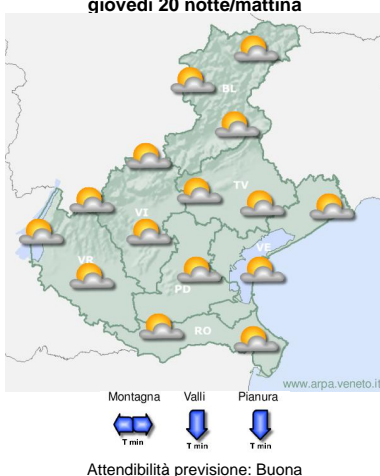 giovedì 20 notte/mattina
BL
TV
VI
VE
VR
PD
RO
www.arpa.veneto.it
Montagna Valli Pianura
T min T min T min
Attendibilità previsione: Buona